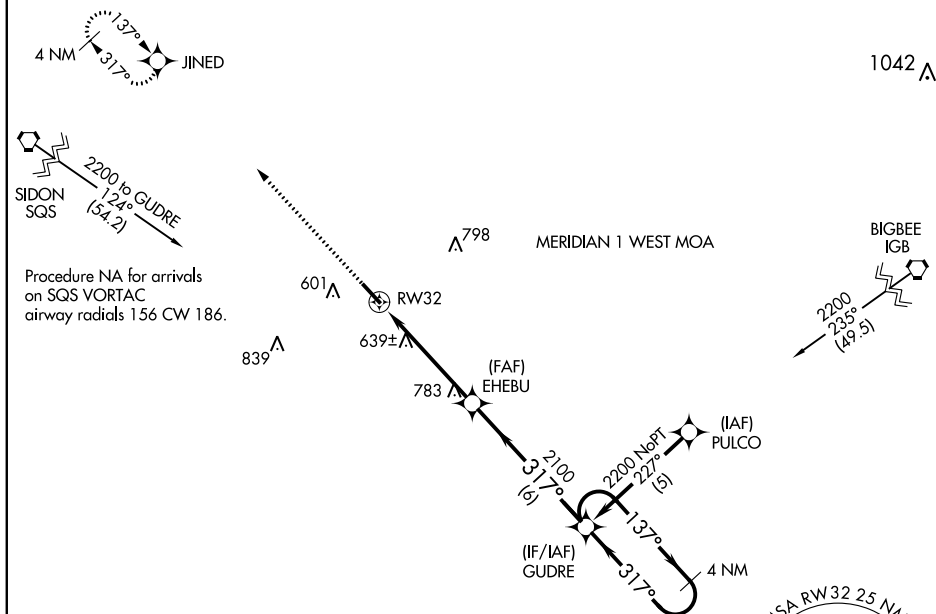 137°
4 NM
317°
JINED
1042
SIDON
SQS
2200 to GUDRE
124°
(54.2)
798
MERIDIAN 1 WEST MOA
BIGBEE
IGB
2200
235°
(49.5)
Procedure NA for arrivals
on SQS VORTAC
airway radials 156 CW 186.
601
RW32
839
639±
(FAF)
EHEBU
783
(IAF)
PULCO
2200 NoPT
227°
(5)
2100
317°
(6)
137°
(IF/IAF)
GUDRE
317°
4 NM
SA RW32 25 N